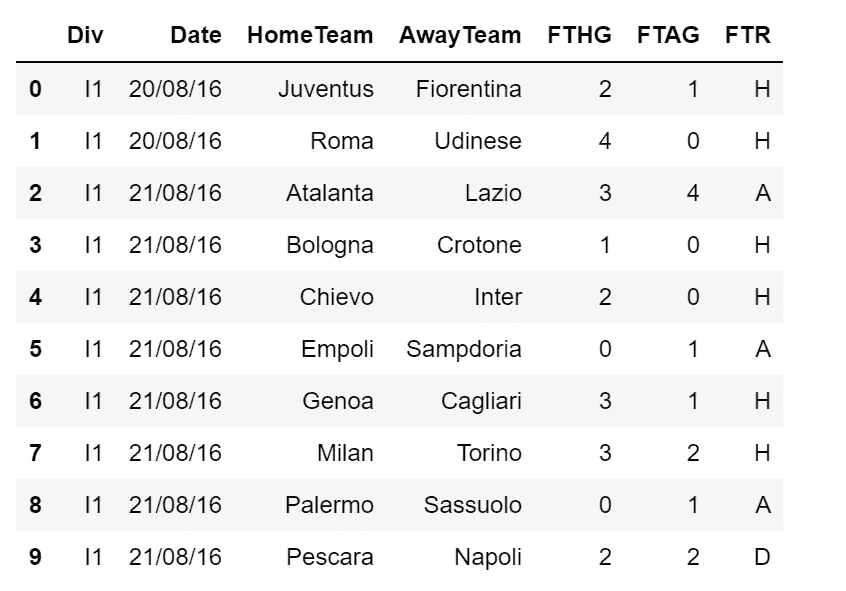 Div Date HomeTeam AwayTeam FTHG FTAG FTR
0 I1 20/08/16 Juventus Fiorentina 2 1 H
1 I1 20/08/16 Roma Udinese 4 0 H
2 I1 21/08/16 Atalanta Lazio 3 4 A
3 I1 21/08/16 Bologna Crotone 1 0 H
4 I1 21/08/16 Chievo Inter 2 0 H
5 I1 21/08/16 Empoli Sampdoria 0 1 A
6 I1 21/08/16 Genoa Cagliari 3 1 H
7 I1 21/08/16 Milan Torino 3 2 H
8 I1 21/08/16 Palermo Sassuolo 0 1 A
9 I1 21/08/16 Pescara Napoli 2 2 D